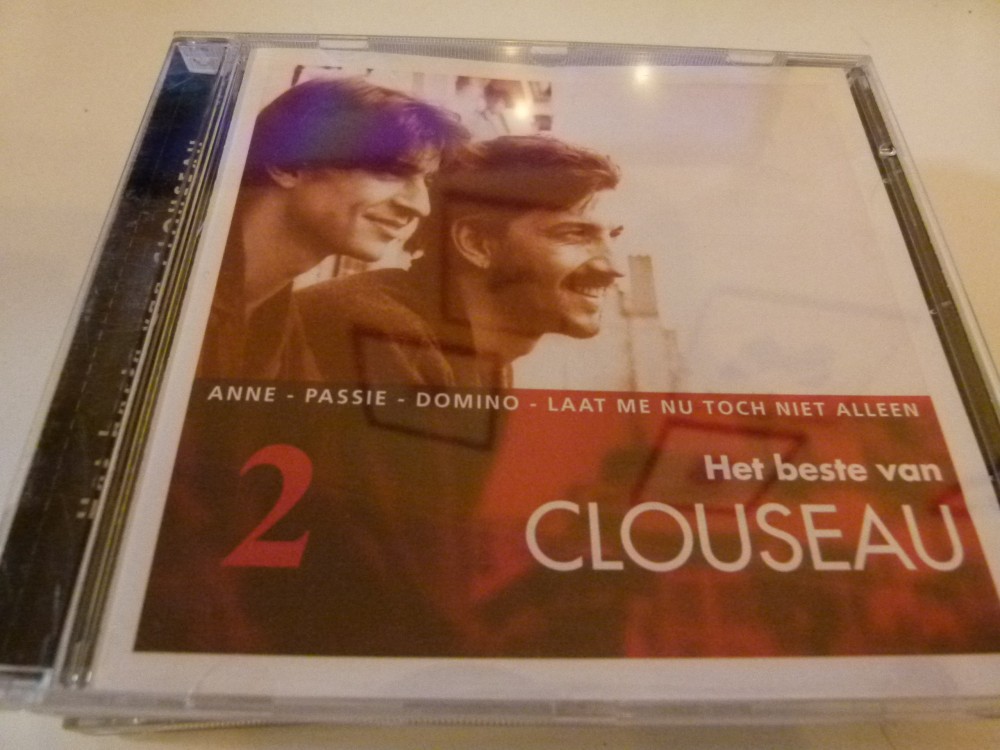 ANNE - PASSIE - DOMINO - LAAT ME NU TOCH NIET ALLEEN
2
Het beste van
CLOUSEAU